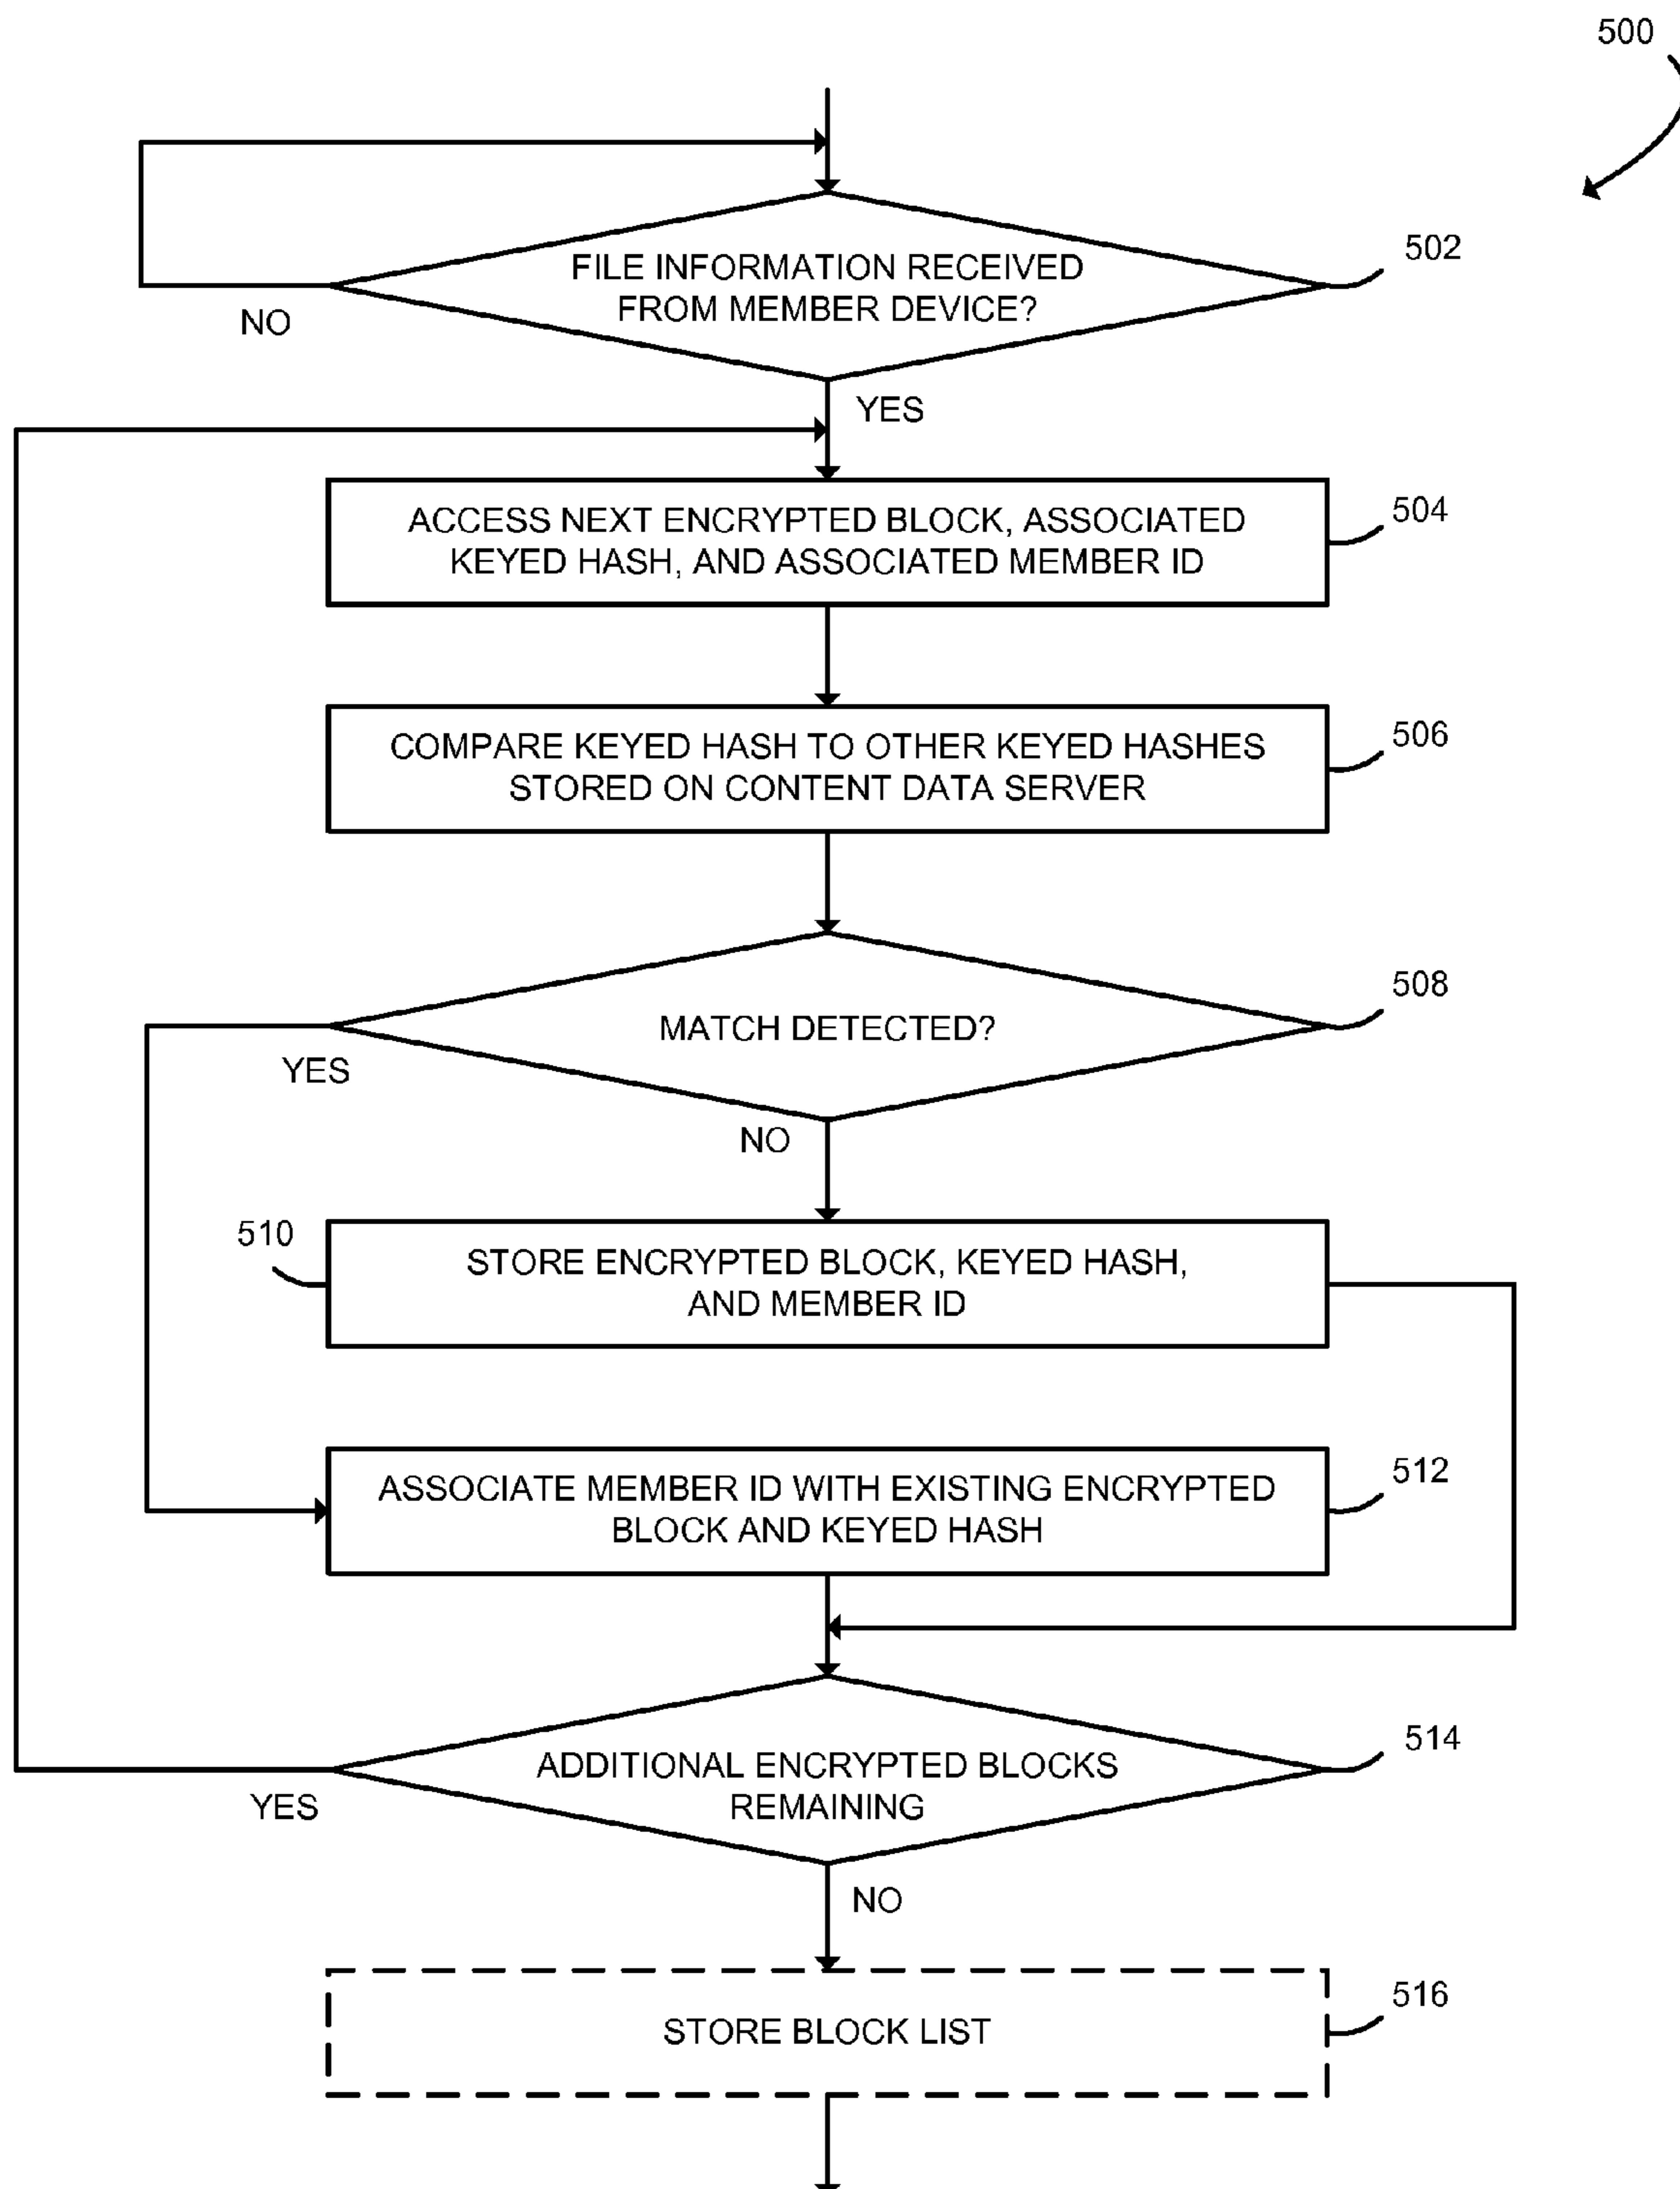 500
502
FILE INFORMATION RECEIVED
FROM MEMBER DEVICE?
NO
YES
504
ACCESS NEXT ENCRYPTED BLOCK, ASSOCIATED
KEYED HASH, AND ASSOCIATED MEMBER ID
506
COMPARE KEYED HASH TO OTHER KEYED HASHES
STORED ON CONTENT DATA SERVER
508
MATCH DETECTED?
YES
NO
510
STORE ENCRYPTED BLOCK, KEYED HASH,
AND MEMBER ID
512
ASSOCIATE MEMBER ID WITH EXISTING ENCRYPTED
BLOCK AND KEYED HASH
514
ADDITIONAL ENCRYPTED BLOCKS
REMAINING
YES
NO
516
STORE BLOCK LIST